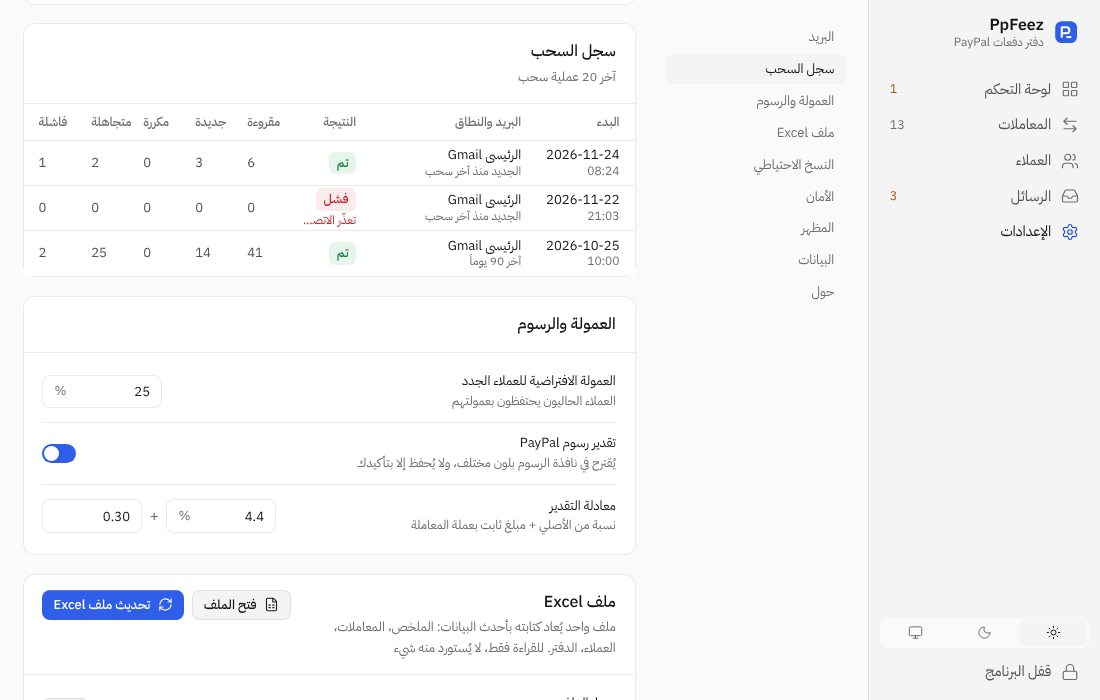 PpFeez
دفتر دفعات PayPal
لوحة التحكم 1
المعاملات 13
العملاء
الرسائل 3
الإعدادات
قفل البرنامج
البريد
سجل السحب
العمولة والرسوم
ملف Excel
النسخ الاحتياطي
الأمان
المظهر
البيانات
حول
سجل السحب
آخر 20 عملية سحب
البدء البريد والنطاق النتيجة مقروءة جديدة مكررة متجاهلة فاشلة
2026-11-24 الرئيسي Gmail تم 6 3 0 2 1
08:24 الجديد منذ آخر سحب
2026-11-22 الرئيسي Gmail فشل 0 0 0 0 0
21:03 الجديد منذ آخر سحب تعذّر الاتصـ...
2026-10-25 الرئيسي Gmail تم 41 14 0 25 2
10:00 آخر 90 يوماً
العمولة والرسوم
العمولة الافتراضية للعملاء الجدد
العملاء الحاليون يحتفظون بعمولتهم
25 %
تقدير رسوم PayPal
يُقترح في نافذة الرسوم بلون مختلف، ولا يُحفظ إلا بتأكيدك
معادلة التقدير
نسبة من الأصلي + مبلغ ثابت بعملة المعاملة
4.4 % + 0.30
ملف Excel
فتح الملف
تحديث ملف Excel
ملف واحد يُعاد كتابته بأحدث البيانات: الملخص، المعاملات،
العملاء، الدفتر. للقراءة فقط، لا يُستورد منه شيء